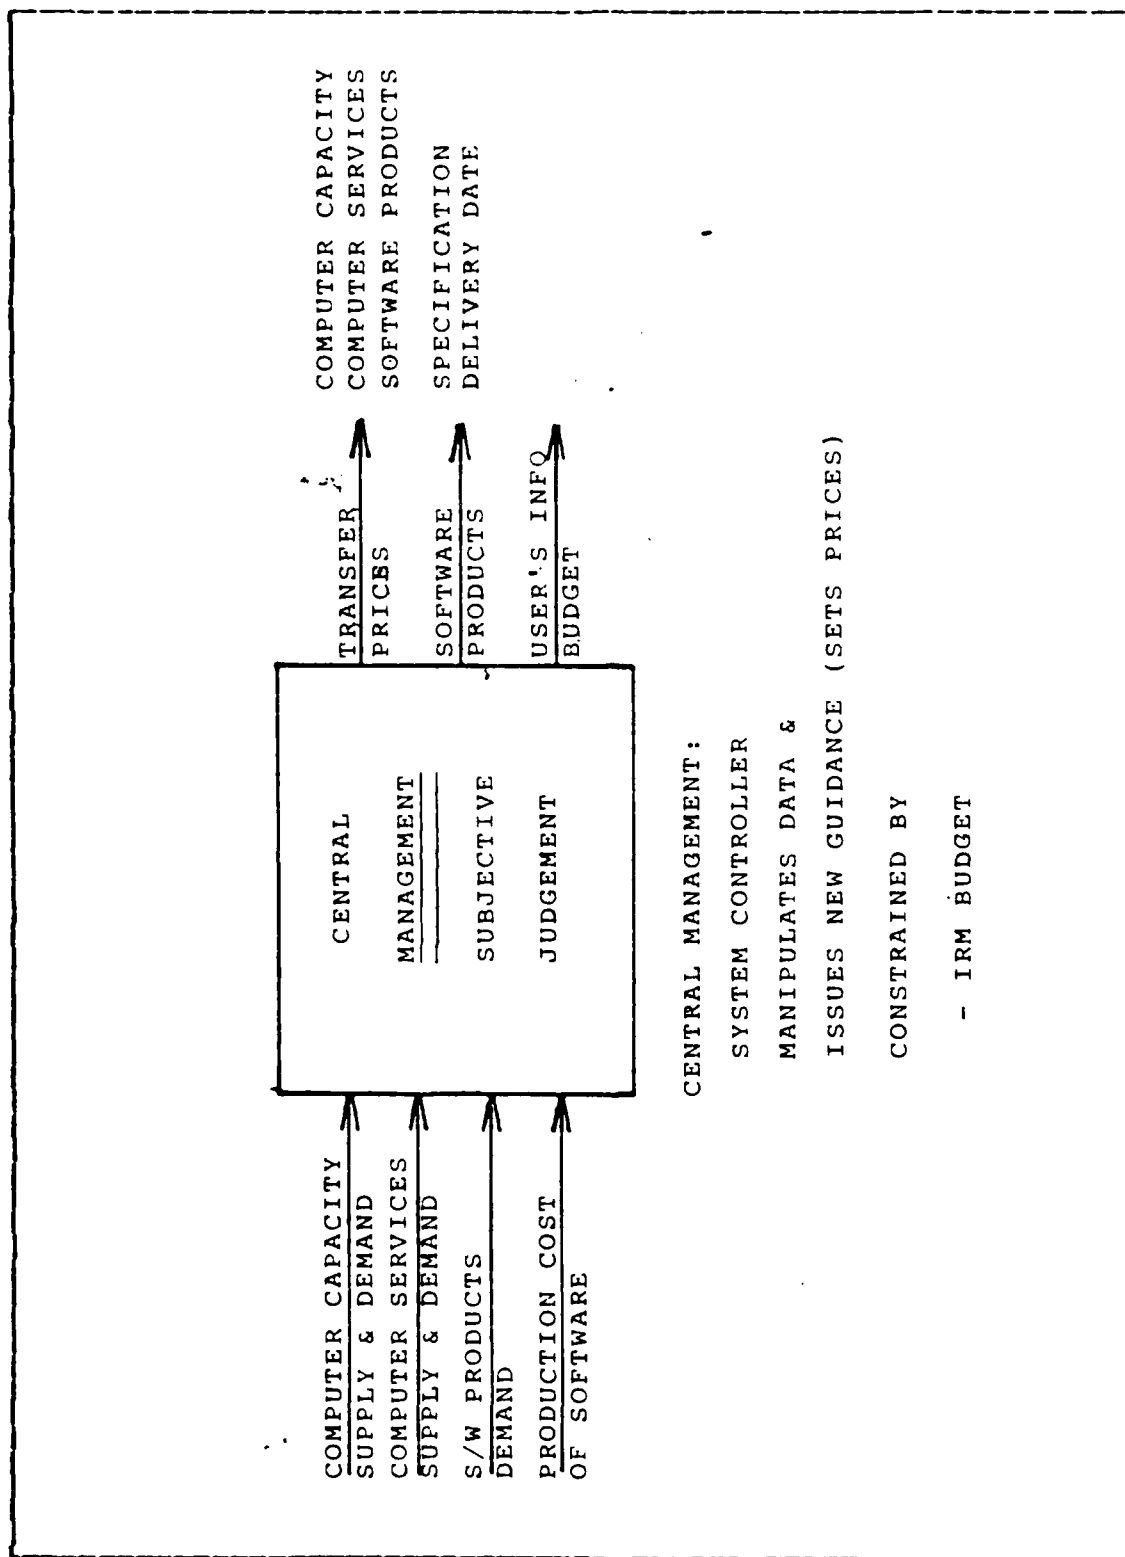 COMPUTER CAPACITY
SUPPLY & DEMAND
COMPUTER SERVICES
SUPPLY & DEMAND
S/W PRODUCTS
DEMAND
PRODUCTION COST
OF SOFTWARE
CENTRAL
MANAGEMENT
SUBJECTIVE
JUDGEMENT
TRANSFER
PRICES
SOFTWARE
PRODUCTS
USER'S INFO
BUDGET
COMPUTER CAPACITY
COMPUTER SERVICES
SOFTWARE PRODUCTS
SPECIFICATION
DELIVERY DATE
CENTRAL MANAGEMENT:
SYSTEM CONTROLLER
MANIPULATES DATA &
ISSUES NEW GUIDANCE (SETS PRICES)
CONSTRAINED BY
- IRM BUDGET